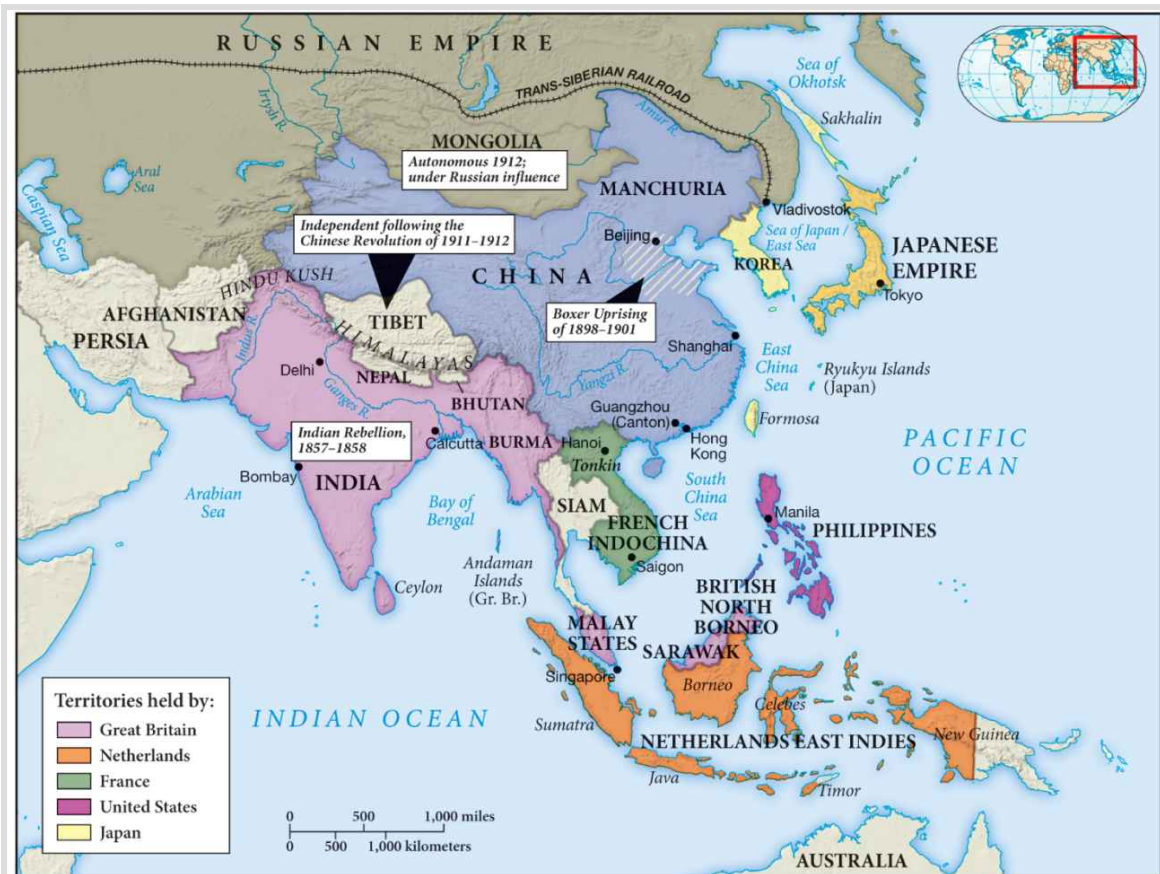 RUSSIAN EMPIRE
Sea of
Okhotsk
TRANS-SIBERIAN RAILROAD
Irtysh R.
Amur R.
Sakhalin
MONGOLIA
Autonomous 1912;
under Russian influence
Aral
Sea
Caspian Sea
MANCHURIA
Vladivostok
Independent following the
Chinese Revolution of 1911–1912
Beijing
Sea of Japan /
East Sea
JAPANESE
EMPIRE
KOREA
CHINA
HINDU KUSH
Tokyo
AFGHANISTAN
PERSIA
TIBET
Boxer Uprising
of 1898–1901
Indus R.
HIMALAYAS
Shanghai
East
China
Sea
Delhi
NEPAL
Yangzi R.
Ryukyu Islands
(Japan)
Ganges R.
BHUTAN
Guangzhou
(Canton)
Formosa
Indian Rebellion,
1857–1858
Calcutta
BURMA
Hanoi
Hong
Kong
PACIFIC
OCEAN
Tonkin
Bombay
INDIA
Arabian
Sea
Bay of
Bengal
SIAM
South
China
Sea
Manila
PHILIPPINES
FRENCH
INDOCHINA
Andaman
Islands
(Gr. Br.)
Saigon
Ceylon
BRITISH
NORTH
BORNEO
MALAY
STATES
SARAWAK
Singapore
Borneo
Celebes
Sumatra
INDIAN OCEAN
NETHERLANDS EAST INDIES
New Guinea
Java
Timor
Territories held by:
Great Britain
Netherlands
France
United States
Japan
0 500 1,000 miles
0 500 1,000 kilometers
AUSTRALIA